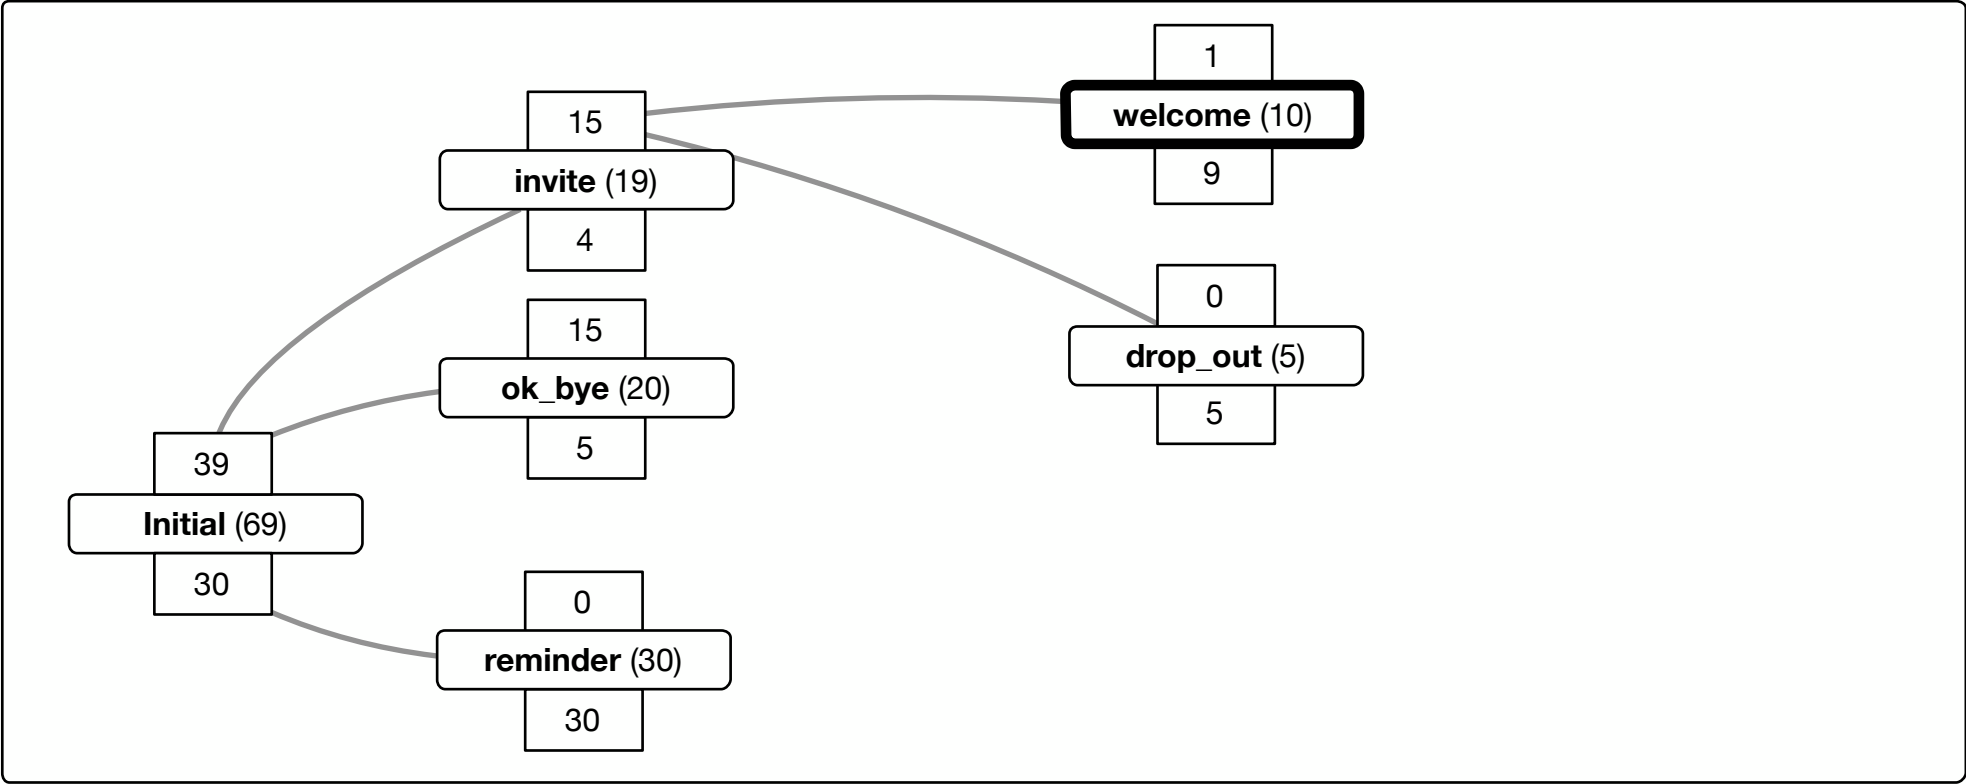 39
Initial (69)
30
15
invite (19)
4
15
ok_bye (20)
5
0
reminder (30)
30
1
welcome (10)
9
0
drop_out (5)
5